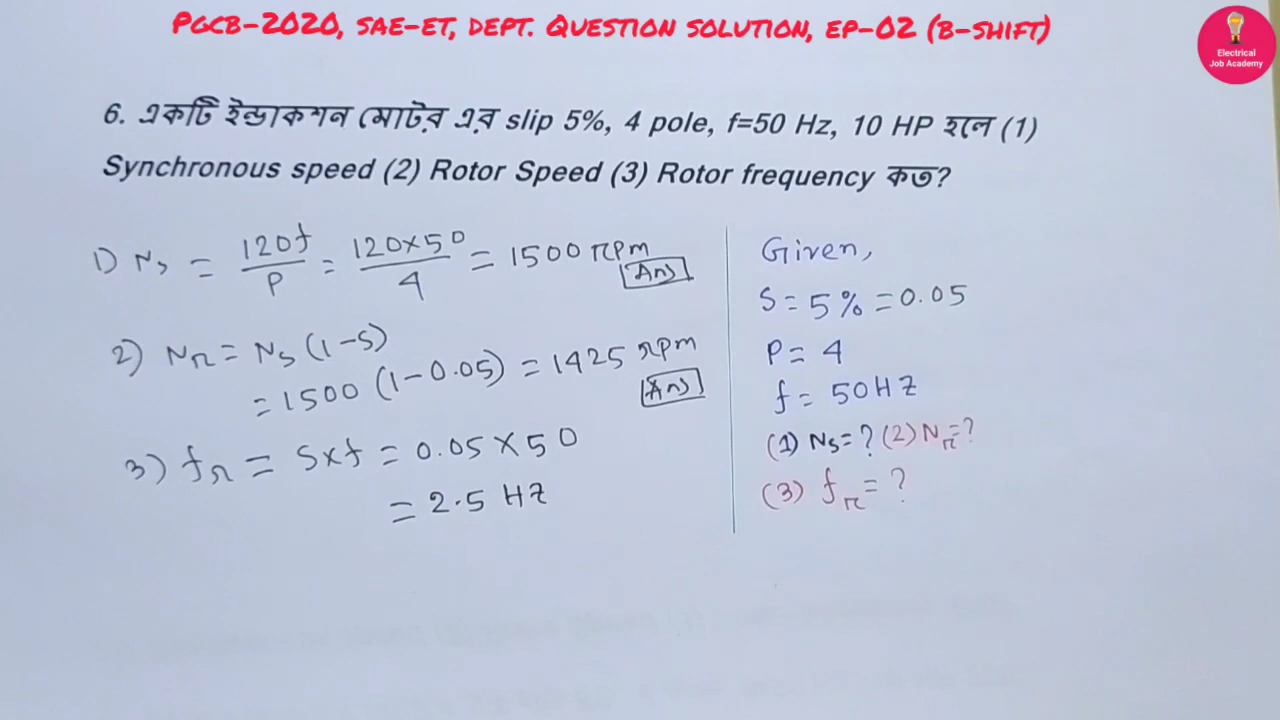 PGCB-2020, SAE-ET, DEPT. QUESTION SOLUTION, EP-02 (B-SHIFT)
Electrical
Job Academy
6. একটি ইন্ডাকশন মোটর এর slip 5%, 4 pole, f=50 Hz, 10 HP হলে (1)
Synchronous speed (2) Rotor Speed (3) Rotor frequency কত?
1) Ns = 120f/P = 120×50/4 = 1500 rpm
Ans
2) Nr = Ns (1-s)
= 1500 (1-0.05) = 1425 rpm
Ans
3) fr = s×f = 0.05×50
= 2.5 Hz
Given,
S = 5% = 0.05
P = 4
f = 50 HZ
(1) Ns = ? (2) Nr = ?
(3) fr = ?